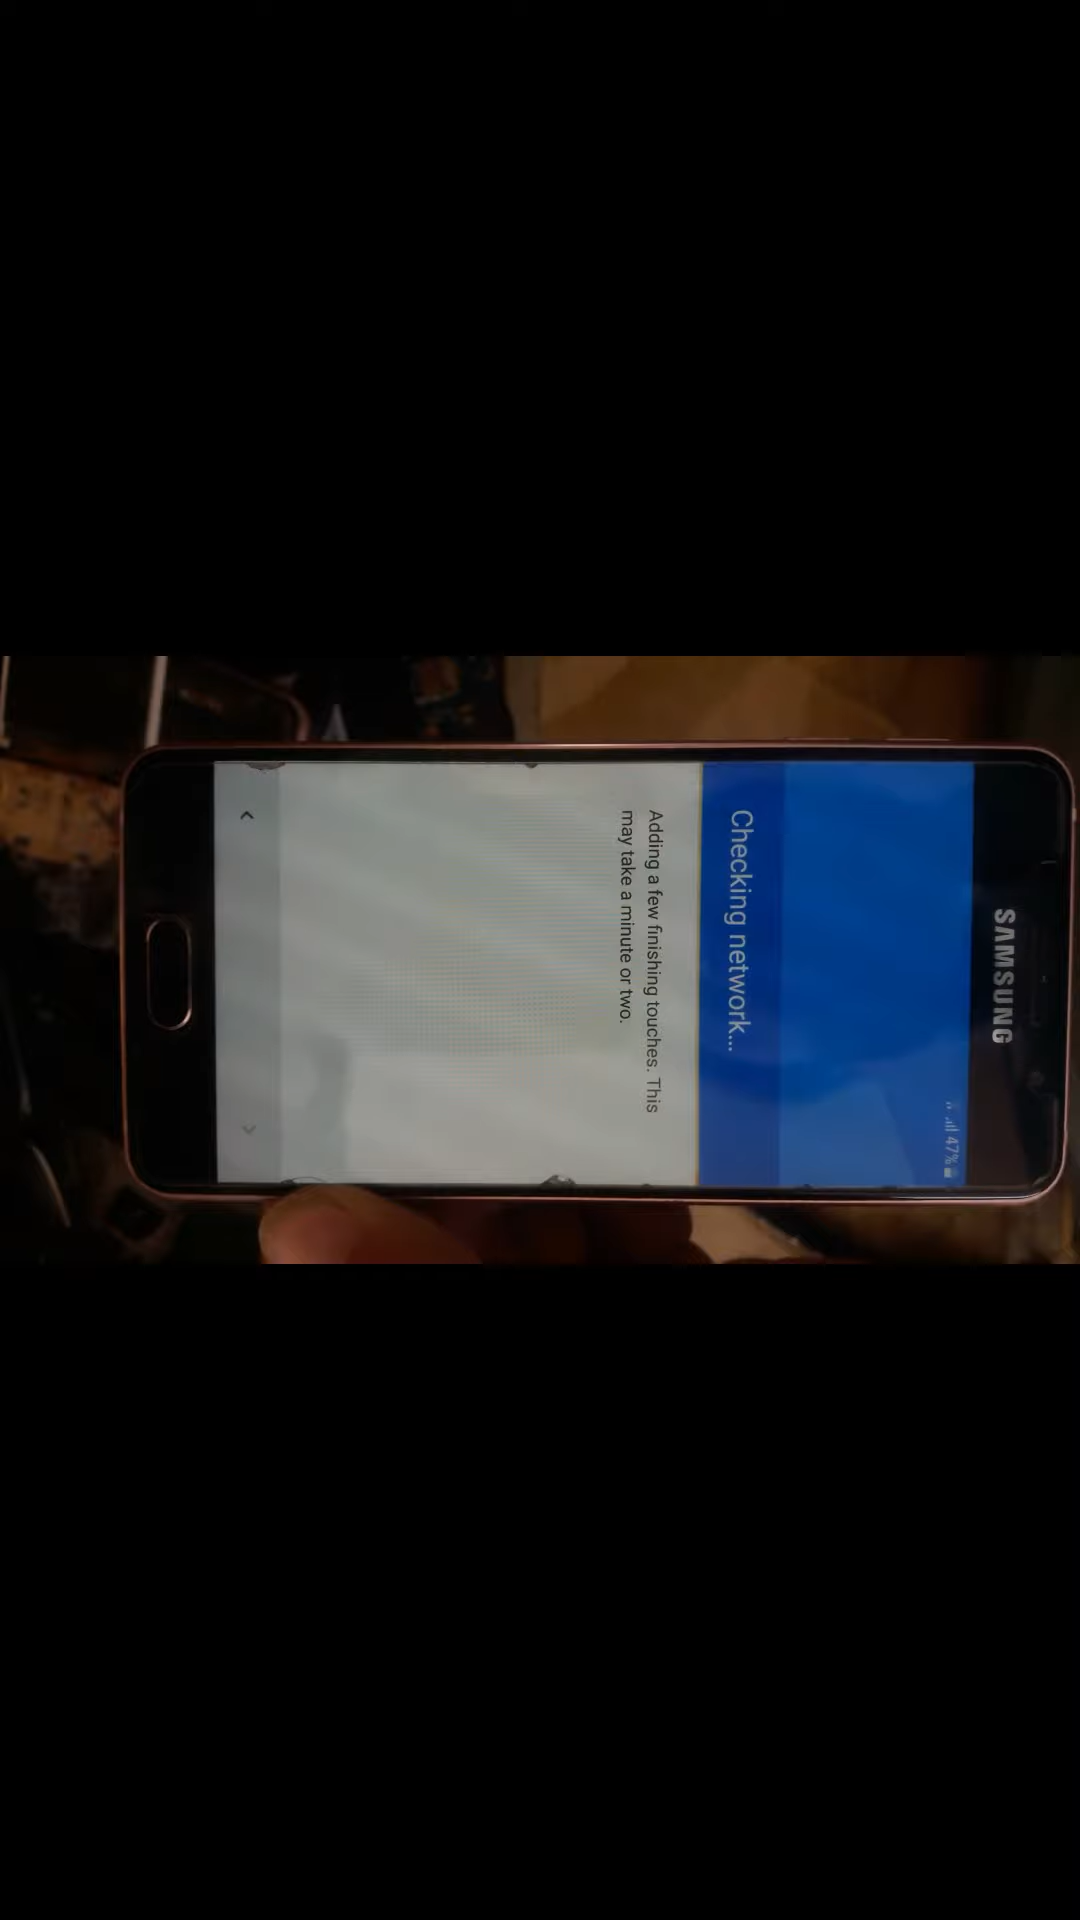 SAMSUNG
47%
Checking network...
Adding a few finishing touches. This
may take a minute or two.